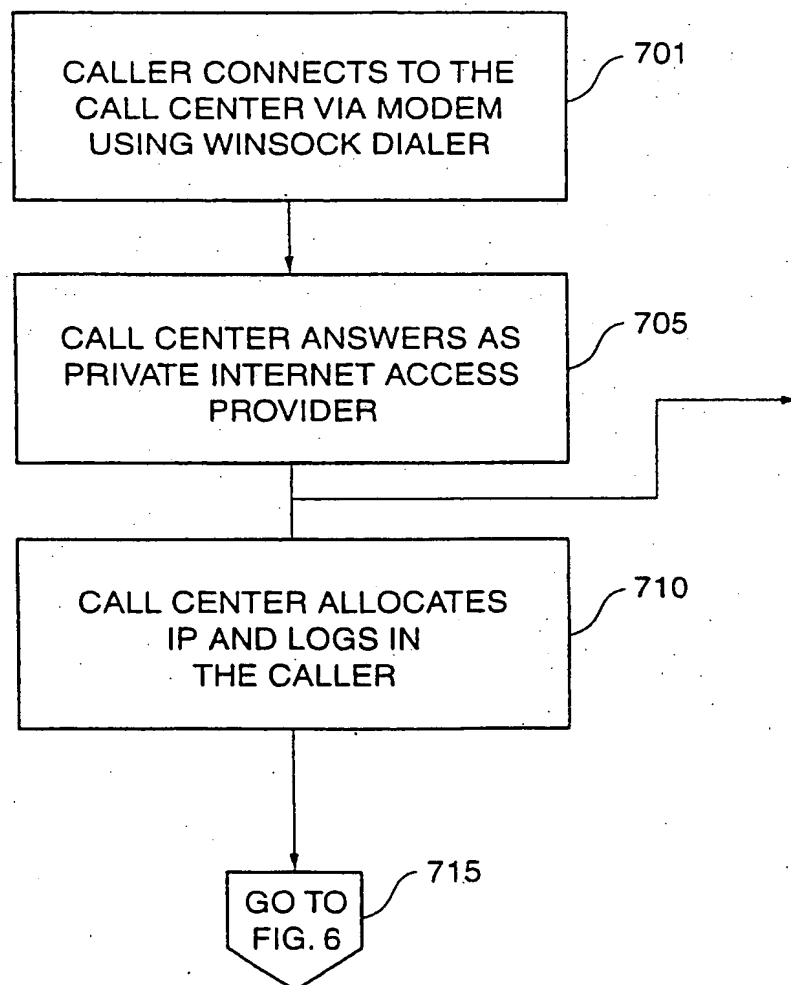 CALLER CONNECTS TO THE
CALL CENTER VIA MODEM
USING WINSOCK DIALER
701
CALL CENTER ANSWERS AS
PRIVATE INTERNET ACCESS
PROVIDER
705
CALL CENTER ALLOCATES
IP AND LOGS IN
THE CALLER
710
GO TO
FIG. 6
715